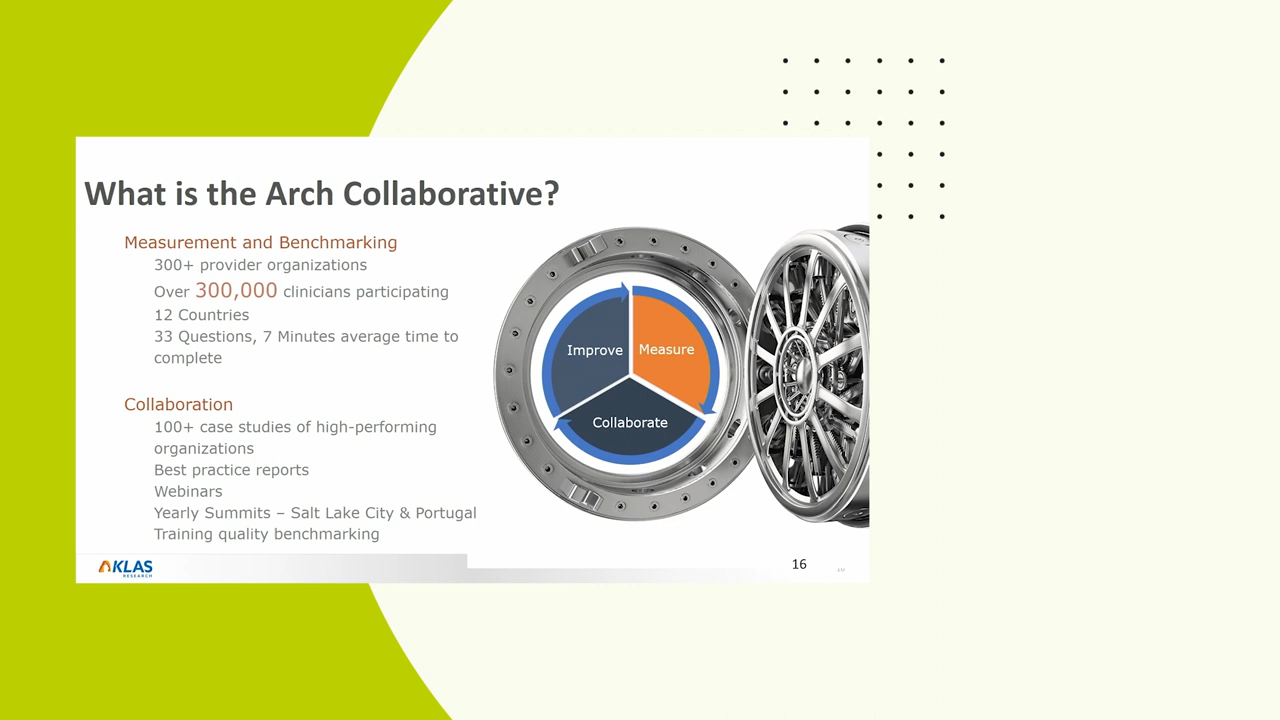 What is the Arch Collaborative?
Measurement and Benchmarking
300+ provider organizations
Over 300,000 clinicians participating
12 Countries
33 Questions, 7 Minutes average time to
complete
Collaboration
100+ case studies of high-performing
organizations
Best practice reports
Webinars
Yearly Summits – Salt Lake City & Portugal
Training quality benchmarking
Improve
Measure
Collaborate
KLAS
RESEARCH
16